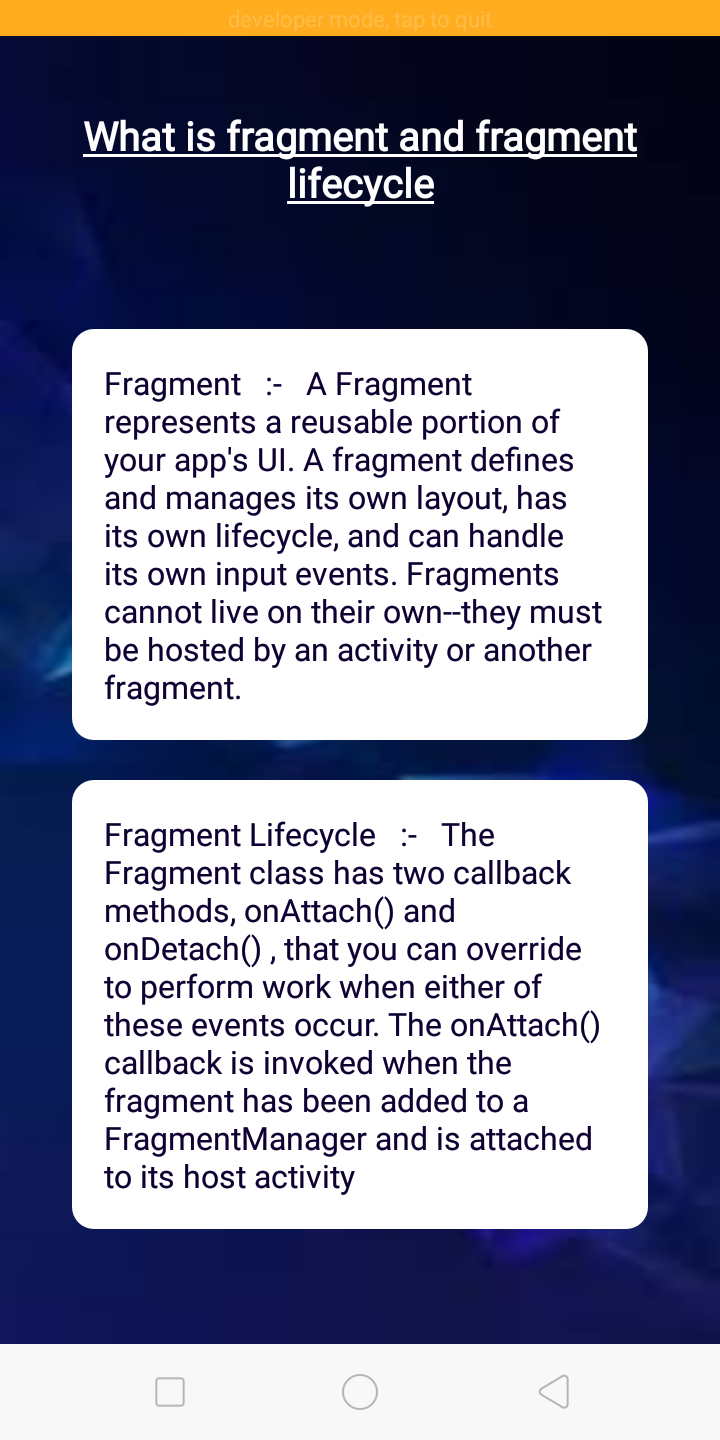 developer mode, tap to quit
What is fragment and fragment
lifecycle
Fragment :- A Fragment
represents a reusable portion of
your app's UI. A fragment defines
and manages its own layout, has
its own lifecycle, and can handle
its own input events. Fragments
cannot live on their own--they must
be hosted by an activity or another
fragment.
Fragment Lifecycle :- The
Fragment class has two callback
methods, onAttach() and
onDetach() , that you can override
to perform work when either of
these events occur. The onAttach()
callback is invoked when the
fragment has been added to a
FragmentManager and is attached
to its host activity